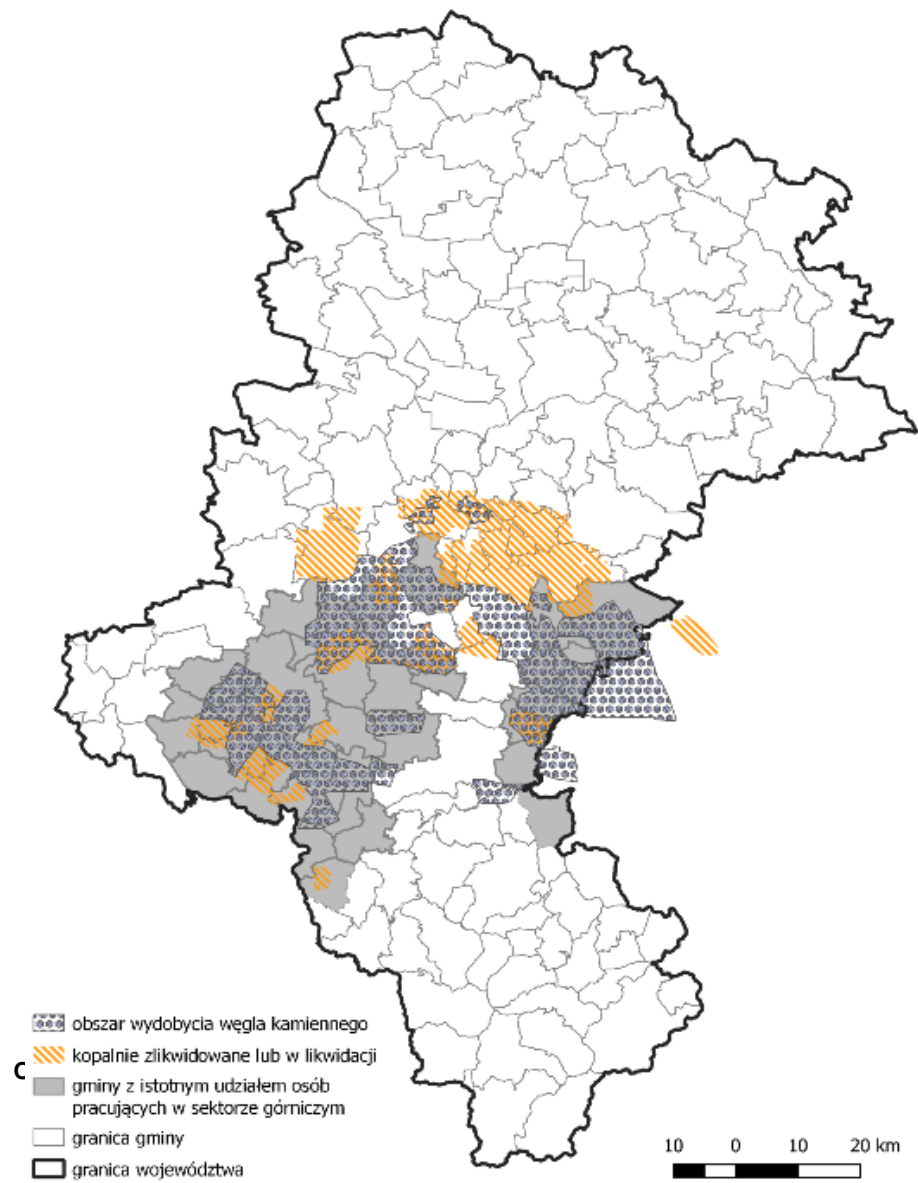 obszar wydobycia węgla kamiennego
kopalnie zlikwidowane lub w likwidacji
C
gminy z istotnym udziałem osób
pracujących w sektorze górniczym
granica gminy
granica województwa
10 0 10 20 km